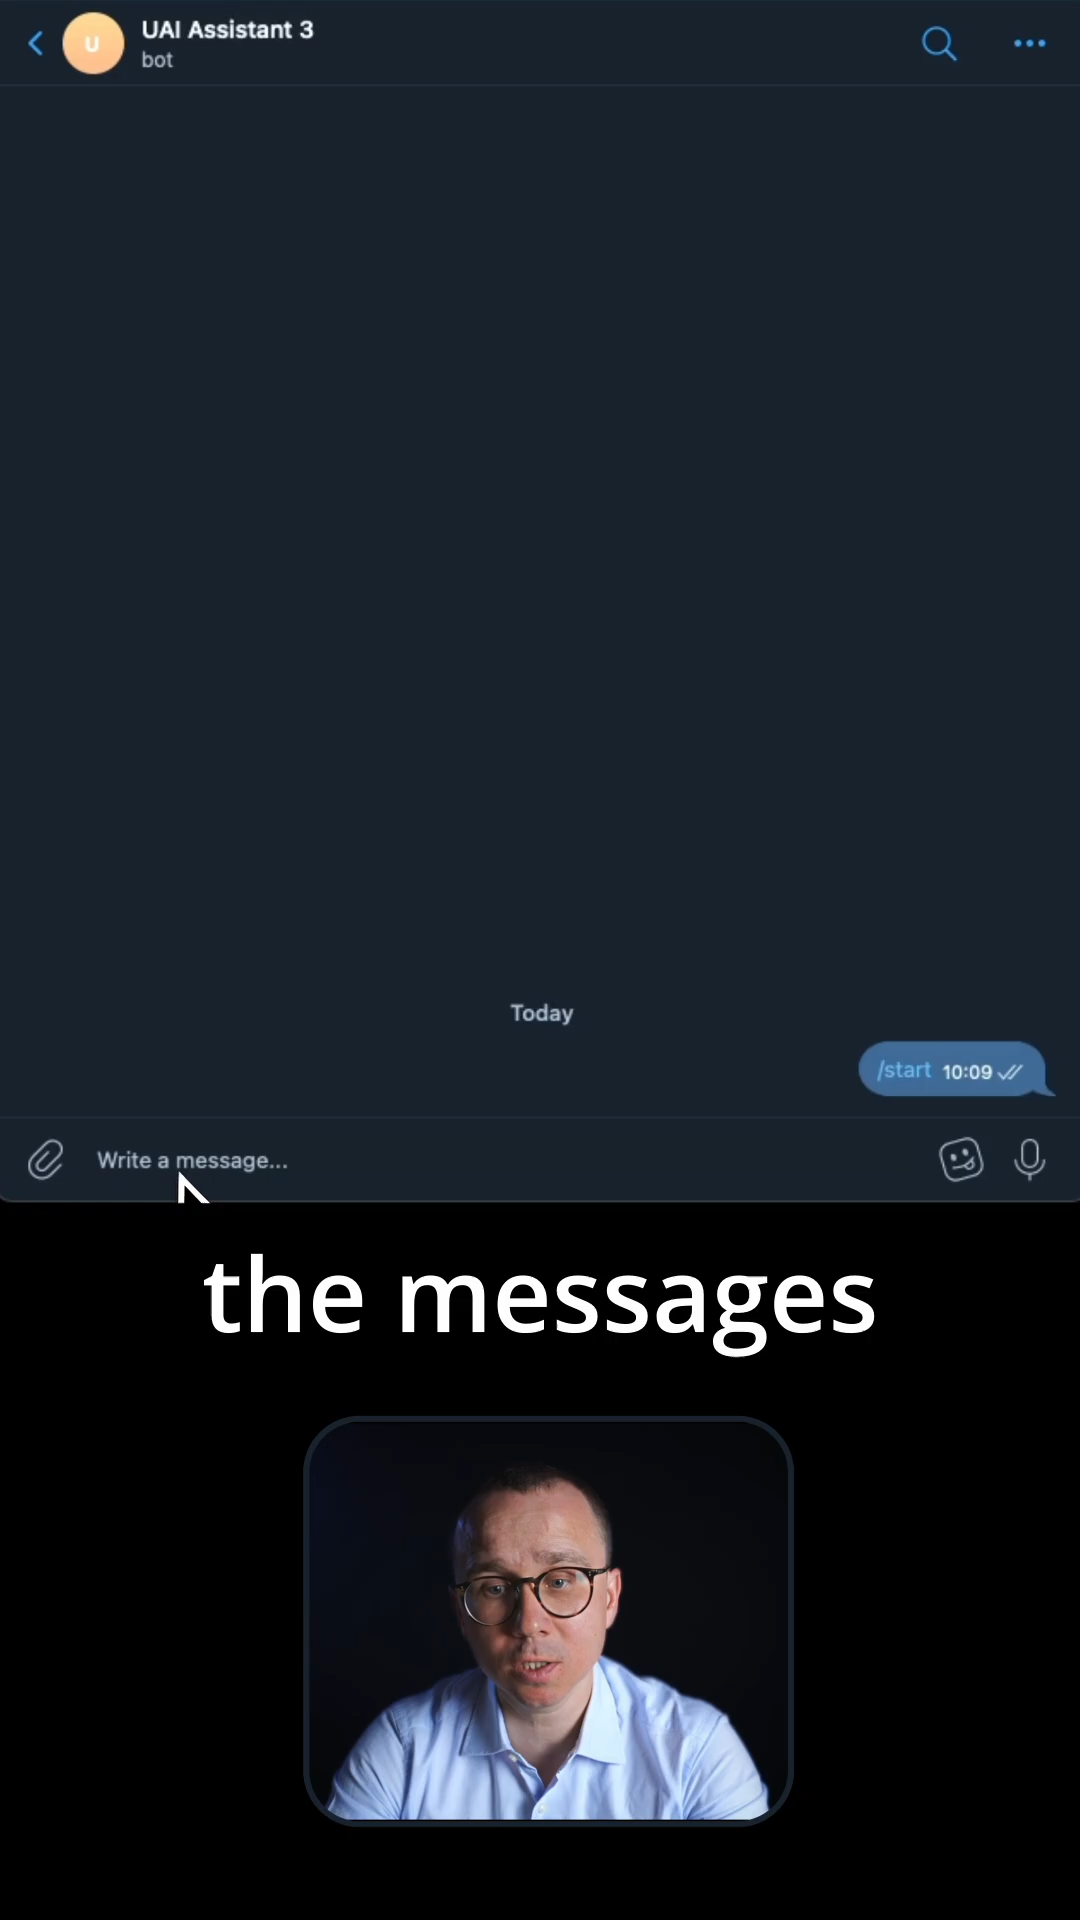 U
UAI Assistant 3
bot
Today
/start 10:09
Write a message...
the messages